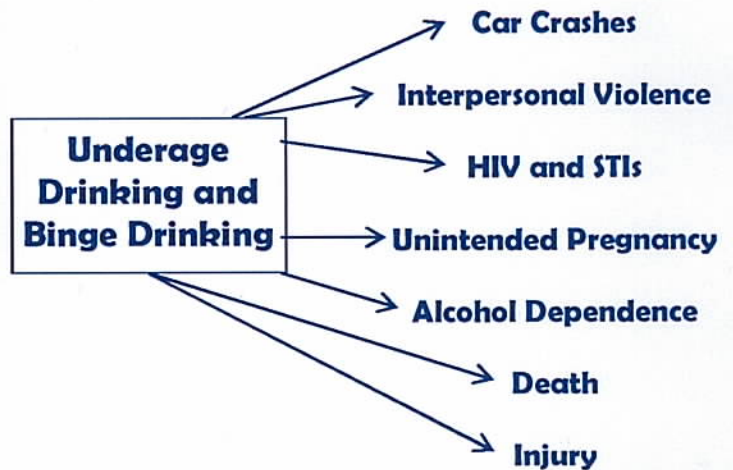 Car Crashes
Interpersonal Violence
Underage
Drinking and
Binge Drinking
HIV and STIs
Unintended Pregnancy
Alcohol Dependence
Death
Injury